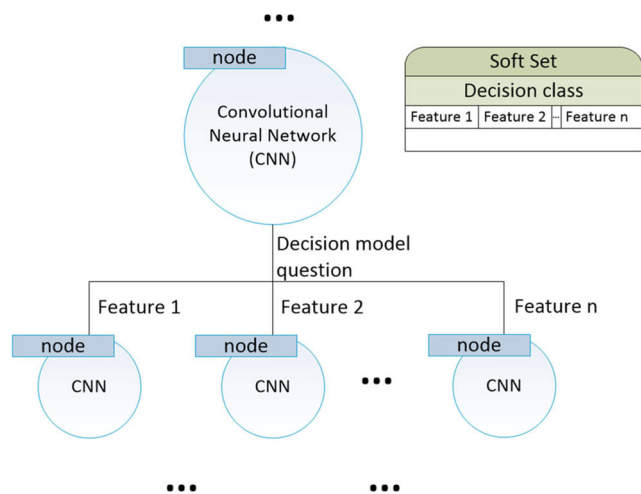 ...
node
Convolutional
Neural Network
(CNN)
Soft Set
Decision class
Feature 1 Feature 2 ... Feature n
Decision model
question
Feature 1 Feature 2 Feature n
node node node
CNN CNN ... CNN
... ...